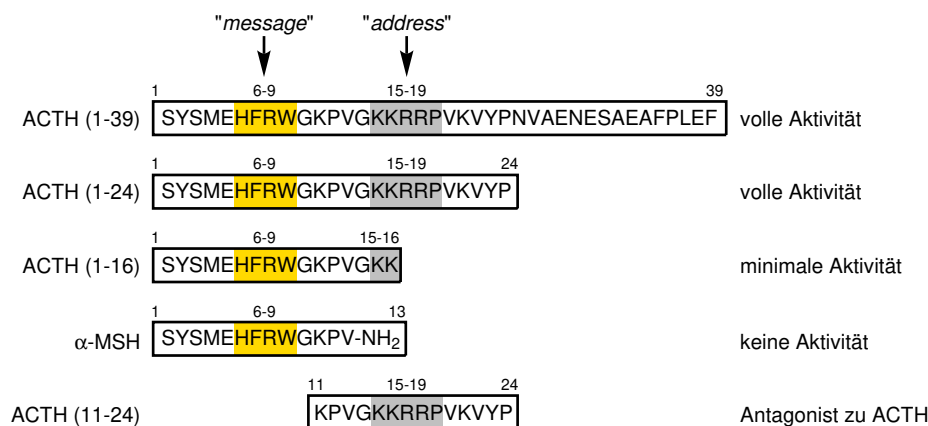 "message" "address"
1 6-9 15-19 39
ACTH (1-39) SYSMEHFRWGKPVGKKRRPVKVYPNVAENESAEAFPLEF volle Aktivität
1 6-9 15-19 24
ACTH (1-24) SYSMEHFRWGKPVGKKRRPVKVYP volle Aktivität
1 6-9 15-16
ACTH (1-16) SYSMEHFRWGKPVGKK minimale Aktivität
1 6-9 13
α-MSH SYSMEHFRWGKPV-NH₂ keine Aktivität
11 15-19 24
ACTH (11-24) KPVGKKRRPVKVYP Antagonist zu ACTH